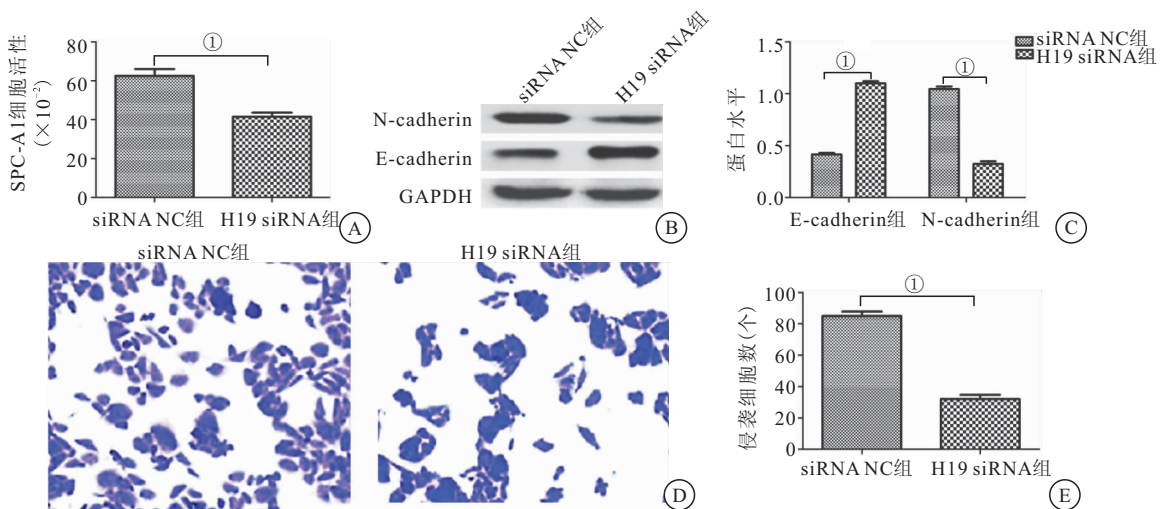 SPC-A1细胞活性
(×10⁻²)
80
60
40
20
0
①
siRNA NC组
H19 siRNA组
A
siRNA NC组
H19 siRNA组
N-cadherin
E-cadherin
GAPDH
B
蛋白水平
1.5
1.0
0.5
0.0
①
①
siRNA NC组
H19 siRNA组
E-cadherin组
N-cadherin组
C
siRNA NC组
H19 siRNA组
D
侵袭细胞数(个)
100
80
60
40
20
0
①
siRNA NC组
H19 siRNA组
E